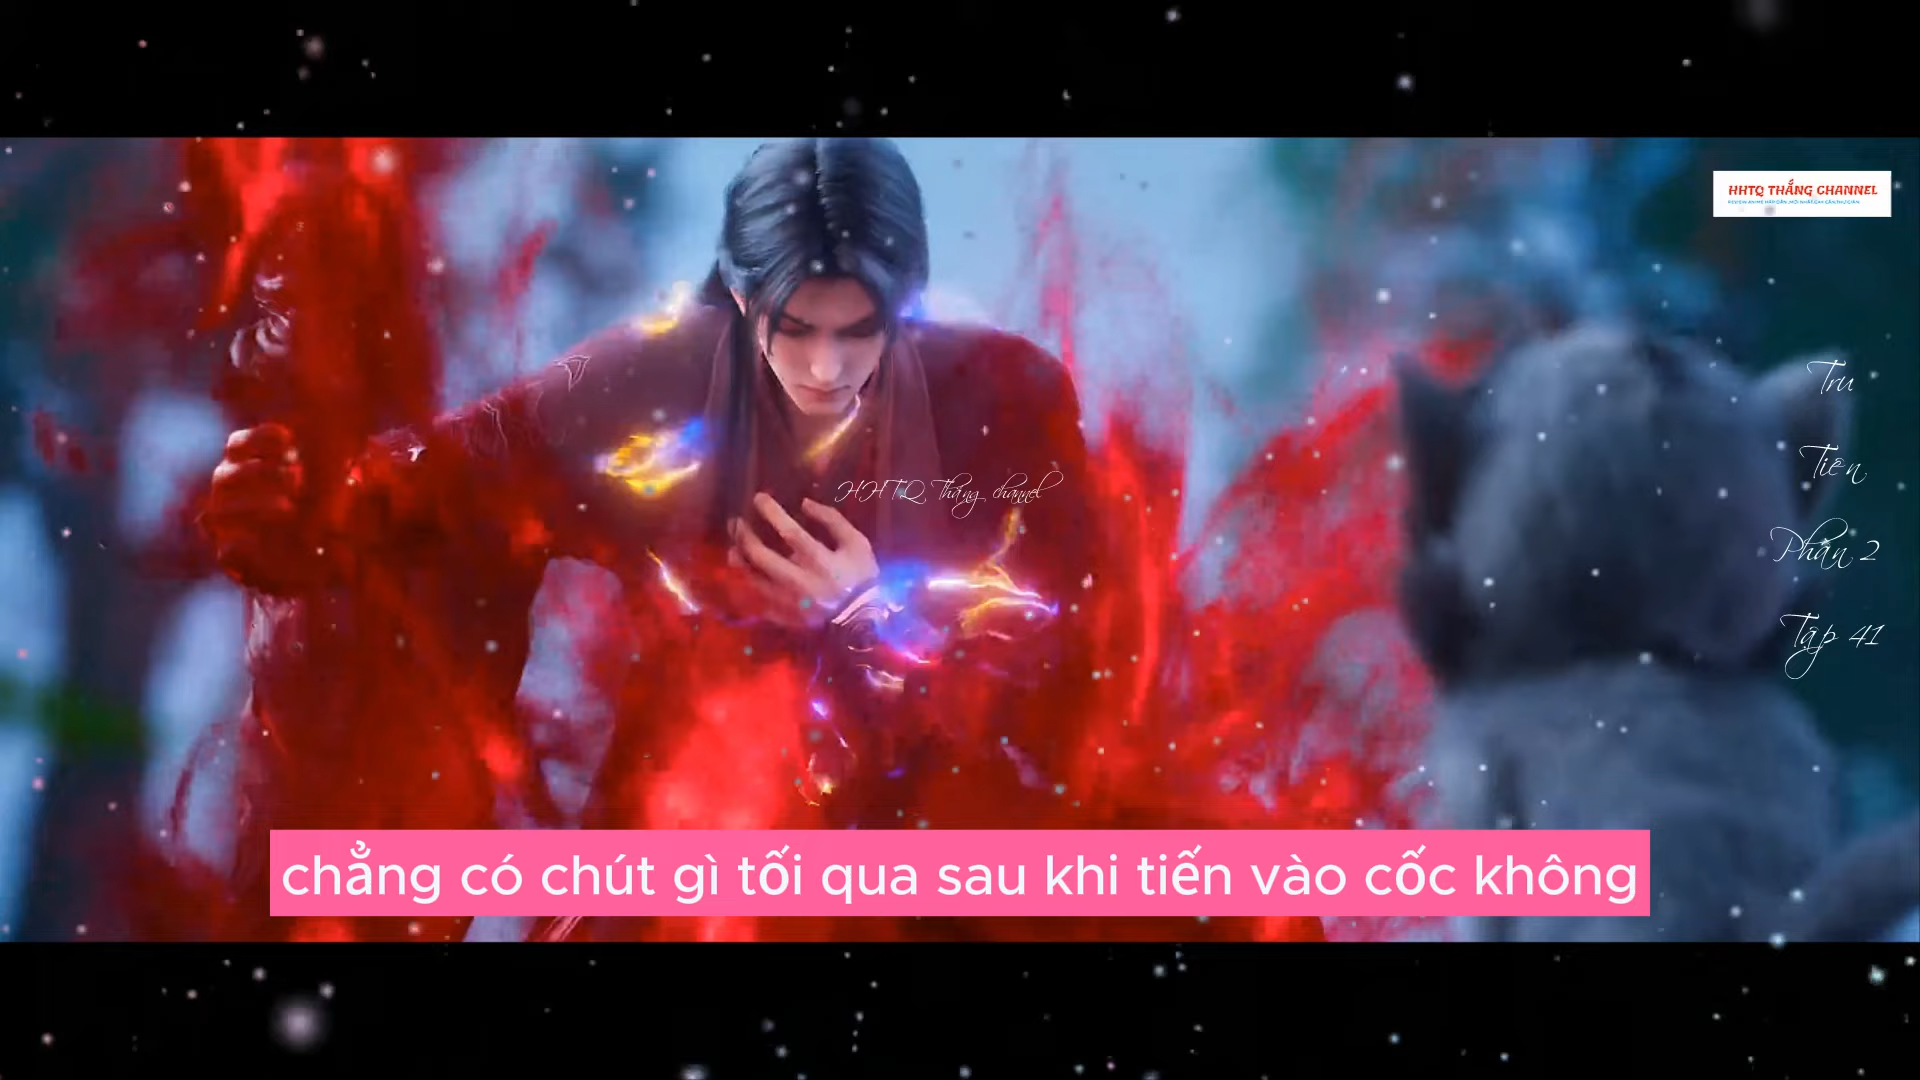 HHTQ THẮNG CHANNEL
Tru
Tiên
Phần 2
Tập 41
HHTQ Thắng channel
chẳng có chút gì tối qua sau khi tiến vào cốc không